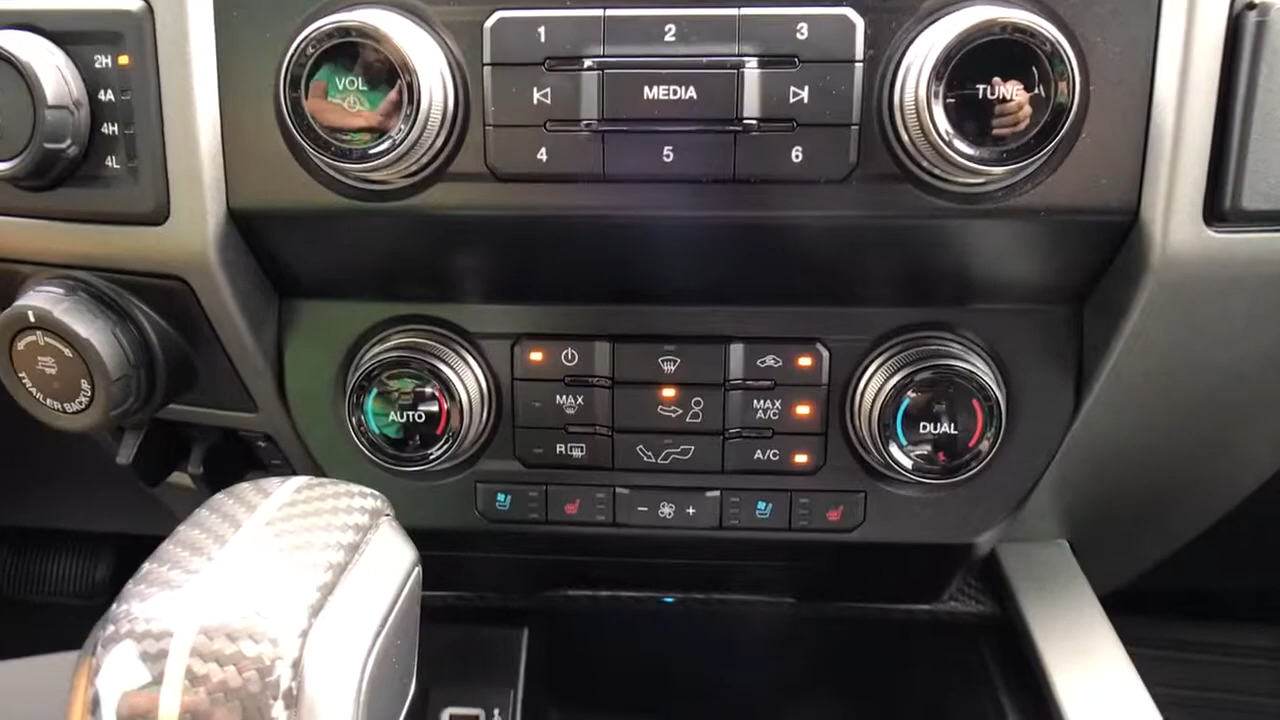 2H
4A
4H
4L
VOL
1
2
3
MEDIA
4
5
6
TUNE
TRAILER BACKUP
AUTO
MAX
R
MAX
A/C
A/C
DUAL
- +